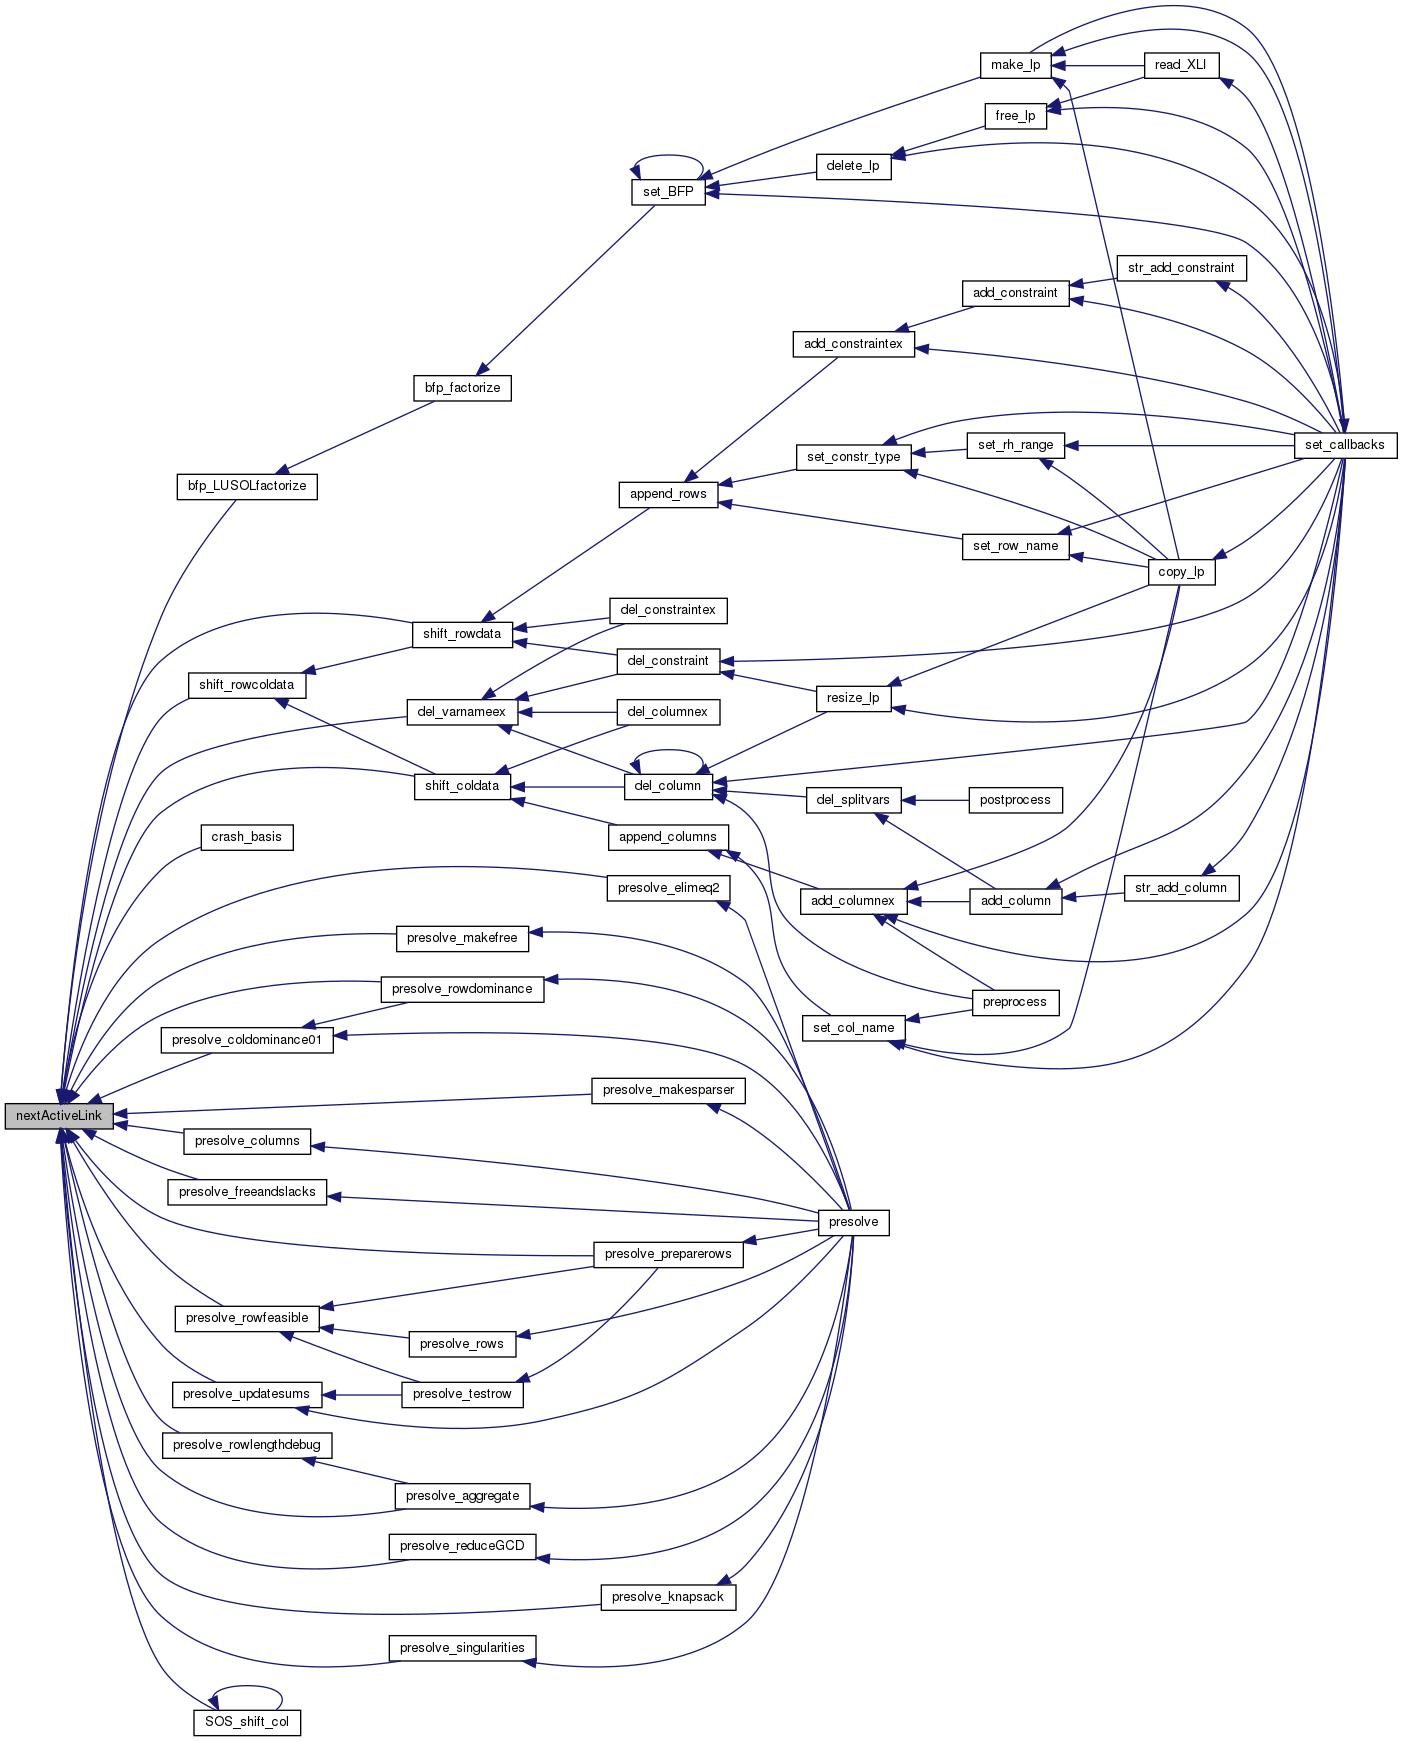 make_lp
read_XLI
free_lp
delete_lp
set_BFP
str_add_constraint
add_constraint
add_constraintex
bfp_factorize
set_callbacks
set_rh_range
set_constr_type
bfp_LUSOLfactorize
append_rows
set_row_name
copy_lp
del_constraintex
shift_rowdata
del_constraint
shift_rowcoldata
resize_lp
del_varnameex
del_columnex
shift_coldata
del_column
del_splitvars
postprocess
crash_basis
append_columns
presolve_elimeq2
str_add_column
add_columnex
add_column
presolve_makefree
presolve_rowdominance
preprocess
set_col_name
presolve_coldominance01
presolve_makesparser
nextActiveLink
presolve_columns
presolve_freeandslacks
presolve
presolve_preparerows
presolve_rowfeasible
presolve_rows
presolve_updatesums
presolve_testrow
presolve_rowlengthdebug
presolve_aggregate
presolve_reduceGCD
presolve_knapsack
presolve_singularities
SOS_shift_col